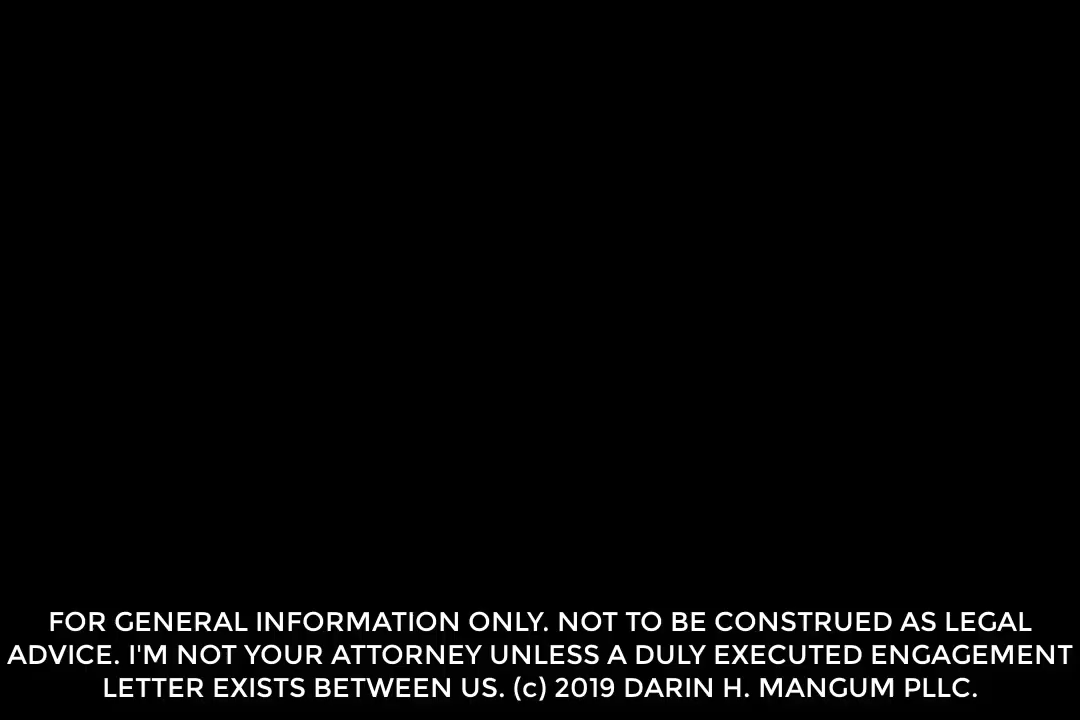 FOR GENERAL INFORMATION ONLY. NOT TO BE CONSTRUED AS LEGAL
ADVICE. I'M NOT YOUR ATTORNEY UNLESS A DULY EXECUTED ENGAGEMENT
LETTER EXISTS BETWEEN US. (c) 2019 DARIN H. MANGUM PLLC.